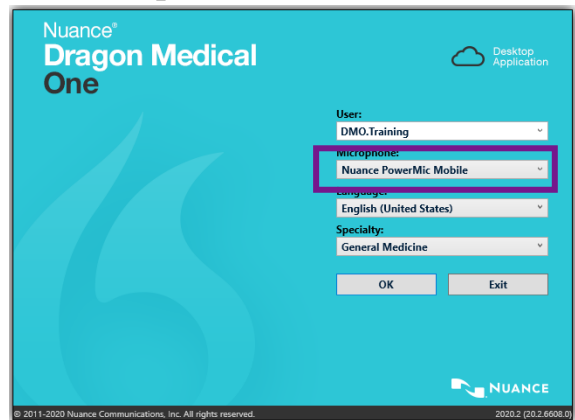 Nuance®
Dragon Medical
One
Desktop
Application
User:
DMO.Training
Microphone:
Nuance PowerMic Mobile
Language:
English (United States)
Specialty:
General Medicine
OK Exit
NUANCE
© 2011-2020 Nuance Communications, Inc. All rights reserved. 2020.2 (20.2.6608.0)